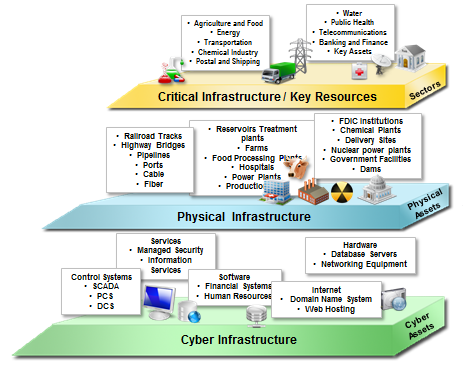 • Agriculture and Food
• Energy
• Transportation
• Chemical Industry
• Postal and Shipping
• Water
• Public Health
• Telecommunications
• Banking and Finance
• Key Assets
Critical Infrastructure / Key Resources
Sectors
• Railroad Tracks
• Highway Bridges
• Pipelines
• Ports
• Cable
• Fiber
• Reservoirs Treatment
plants
• Farms
• Food Processing Plants
• Hospitals
• Power Plants
• Productio
• FDIC Institutions
• Chemical Plants
• Delivery Sites
• Nuclear power plants
• Government Facilities
• Dams
Physical Infrastructure
Physical
Assets
Services
• Managed Security
• Information
Services
Hardware
• Database Servers
• Networking Equipment
Control Systems
• SCADA
• PCS
• DCS
Software
• Financial Systems
• Human Resources
Internet
• Domain Name System
• Web Hosting
Cyber Infrastructure
Cyber
Assets